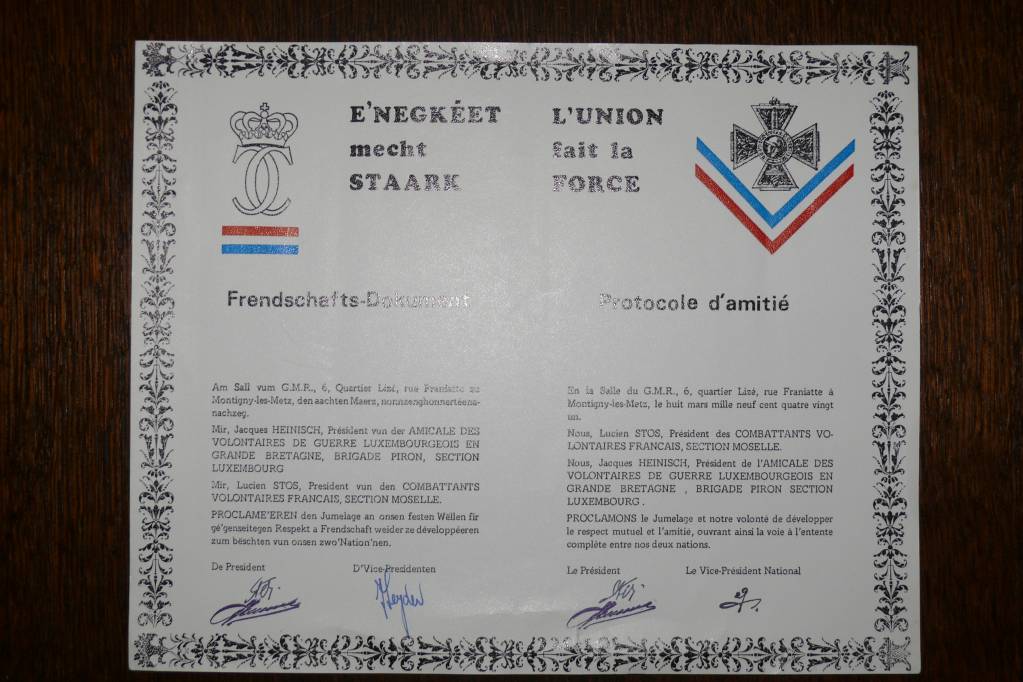 E'NEGKÉET
mecht
STAARK
Frendschafts-Dokument
Am Sall vum G.M.R., 6, Quartier Lizé, rue Franiatte zu
Montigny-les-Metz, den aachten Maerz, nonnzenghonnerteena-
nachzeg.
Mir, Jacques HEINISCH, Président vun der AMICALE DES
VOLONTAIRES DE GUERRE LUXEMBOURGEOIS EN
GRANDE BRETAGNE, BRIGADE PIRON, SECTION
LUXEMBOURG
Mir, Lucien STOS, President vun den COMBATTANTS
VOLONTAIRES FRANCAIS, SECTION MOSELLE.
PROCLAME'EREN den Jumelage an onsen festen Wëllen fir
gé'genseitegen Respekt a Frendschaft weider ze développéeren
zum bëschten vun onsen zwo'Nation'nen.
De President D'Vice-Presidenten
L'UNION
fait la
FORCE
Protocole d'amitié
En la Salle du G.M.R., 6, quartier Lizé, rue Franiatte à
Montigny-les-Metz, le huit mars mille neuf cent quatre vingt
un.
Nous, Lucien STOS, Président des COMBATTANTS VO-
LONTAIRES FRANCAIS, SECTION MOSELLE.
Nous, Jacques HEINISCH, Président de l'AMICALE DES
VOLONTAIRES DE GUERRE LUXEMBOURGEOIS EN
GRANDE BRETAGNE , BRIGADE PIRON SECTION
LUXEMBOURG .
PROCLAMONS le Jumelage et notre volonté de développer
le respect mutuel et l'amitié, ouvrant ainsi la voie à l'entente
complète entre nos deux nations.
Le Président Le Vice-Président National